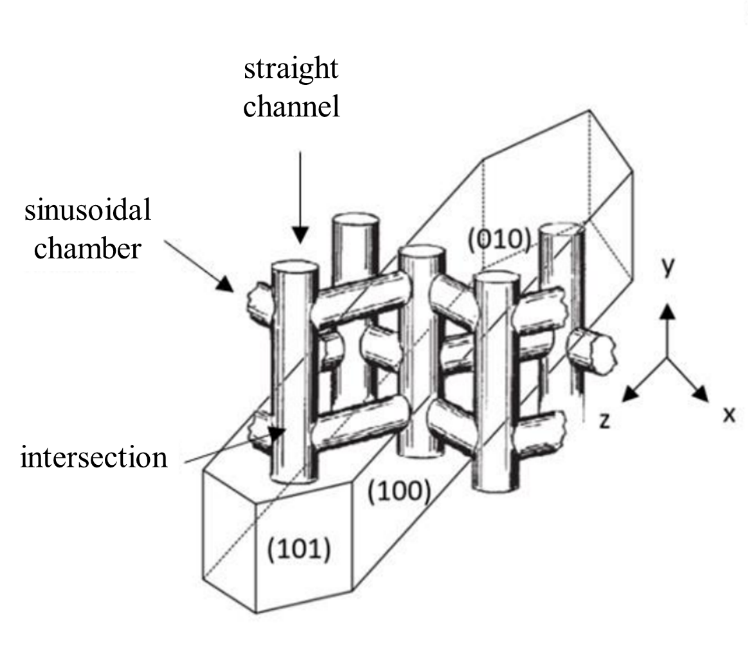 straight
channel
sinusoidal
chamber
(010)
y
z
x
intersection
(100)
(101)